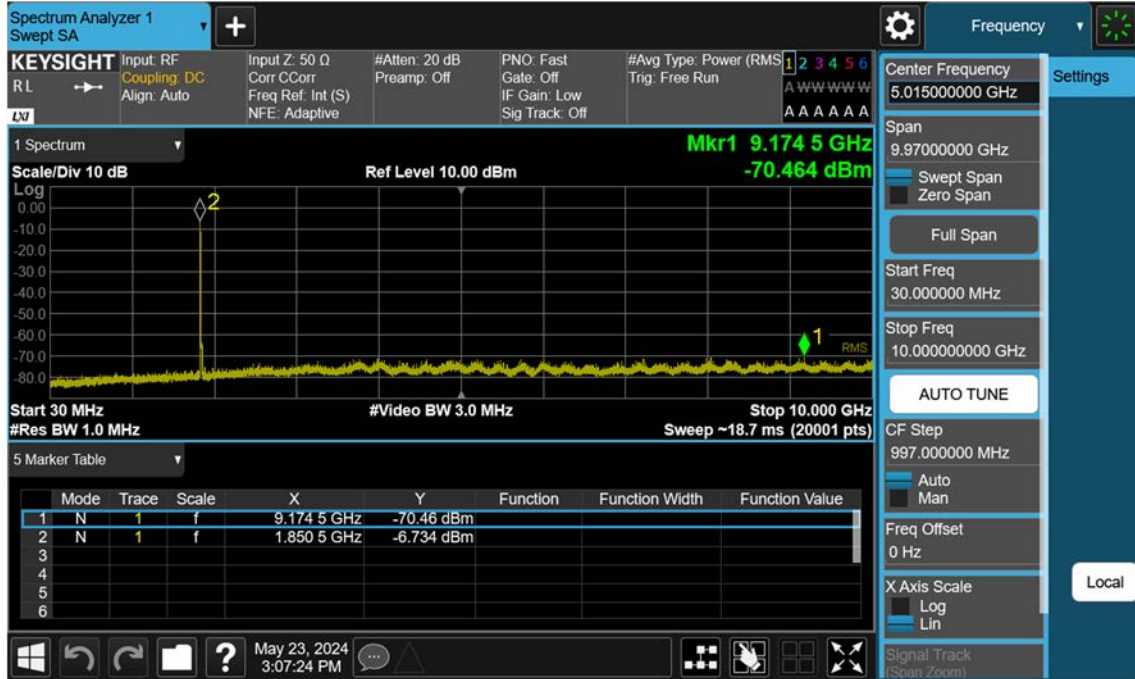 Spectrum Analyzer 1
Swept SA
+
Frequency
KEYSIGHT
RL
LXI
Input: RF
Coupling: DC
Align: Auto
Input Z: 50 Ω
Corr CCorr
Freq Ref: Int (S)
NFE: Adaptive
#Atten: 20 dB
Preamp: Off
PNO: Fast
Gate: Off
IF Gain: Low
Sig Track: Off
#Avg Type: Power (RMS
Trig: Free Run
1 2 3 4 5 6
A W W W W W
A A A A A A
1 Spectrum
Mkr1 9.174 5 GHz
-70.464 dBm
Scale/Div 10 dB
Ref Level 10.00 dBm
Log
0.00
-10.0
-20.0
-30.0
-40.0
-50.0
-60.0
-70.0
-80.0
2
1
RMS
Start 30 MHz
#Video BW 3.0 MHz
Stop 10.000 GHz
#Res BW 1.0 MHz
Sweep ~18.7 ms (20001 pts)
5 Marker Table
Mode Trace Scale X Y Function Function Width Function Value
1 N 1 f 9.174 5 GHz -70.46 dBm
2 N 1 f 1.850 5 GHz -6.734 dBm
3
4
5
6
?
May 23, 2024
3:07:24 PM
Center Frequency
5.015000000 GHz
Settings
Span
9.97000000 GHz
Swept Span
Zero Span
Full Span
Start Freq
30.000000 MHz
Stop Freq
10.000000000 GHz
AUTO TUNE
CF Step
997.000000 MHz
Auto
Man
Freq Offset
0 Hz
X Axis Scale
Log
Lin
Local
Signal Track
(Span Zoom)